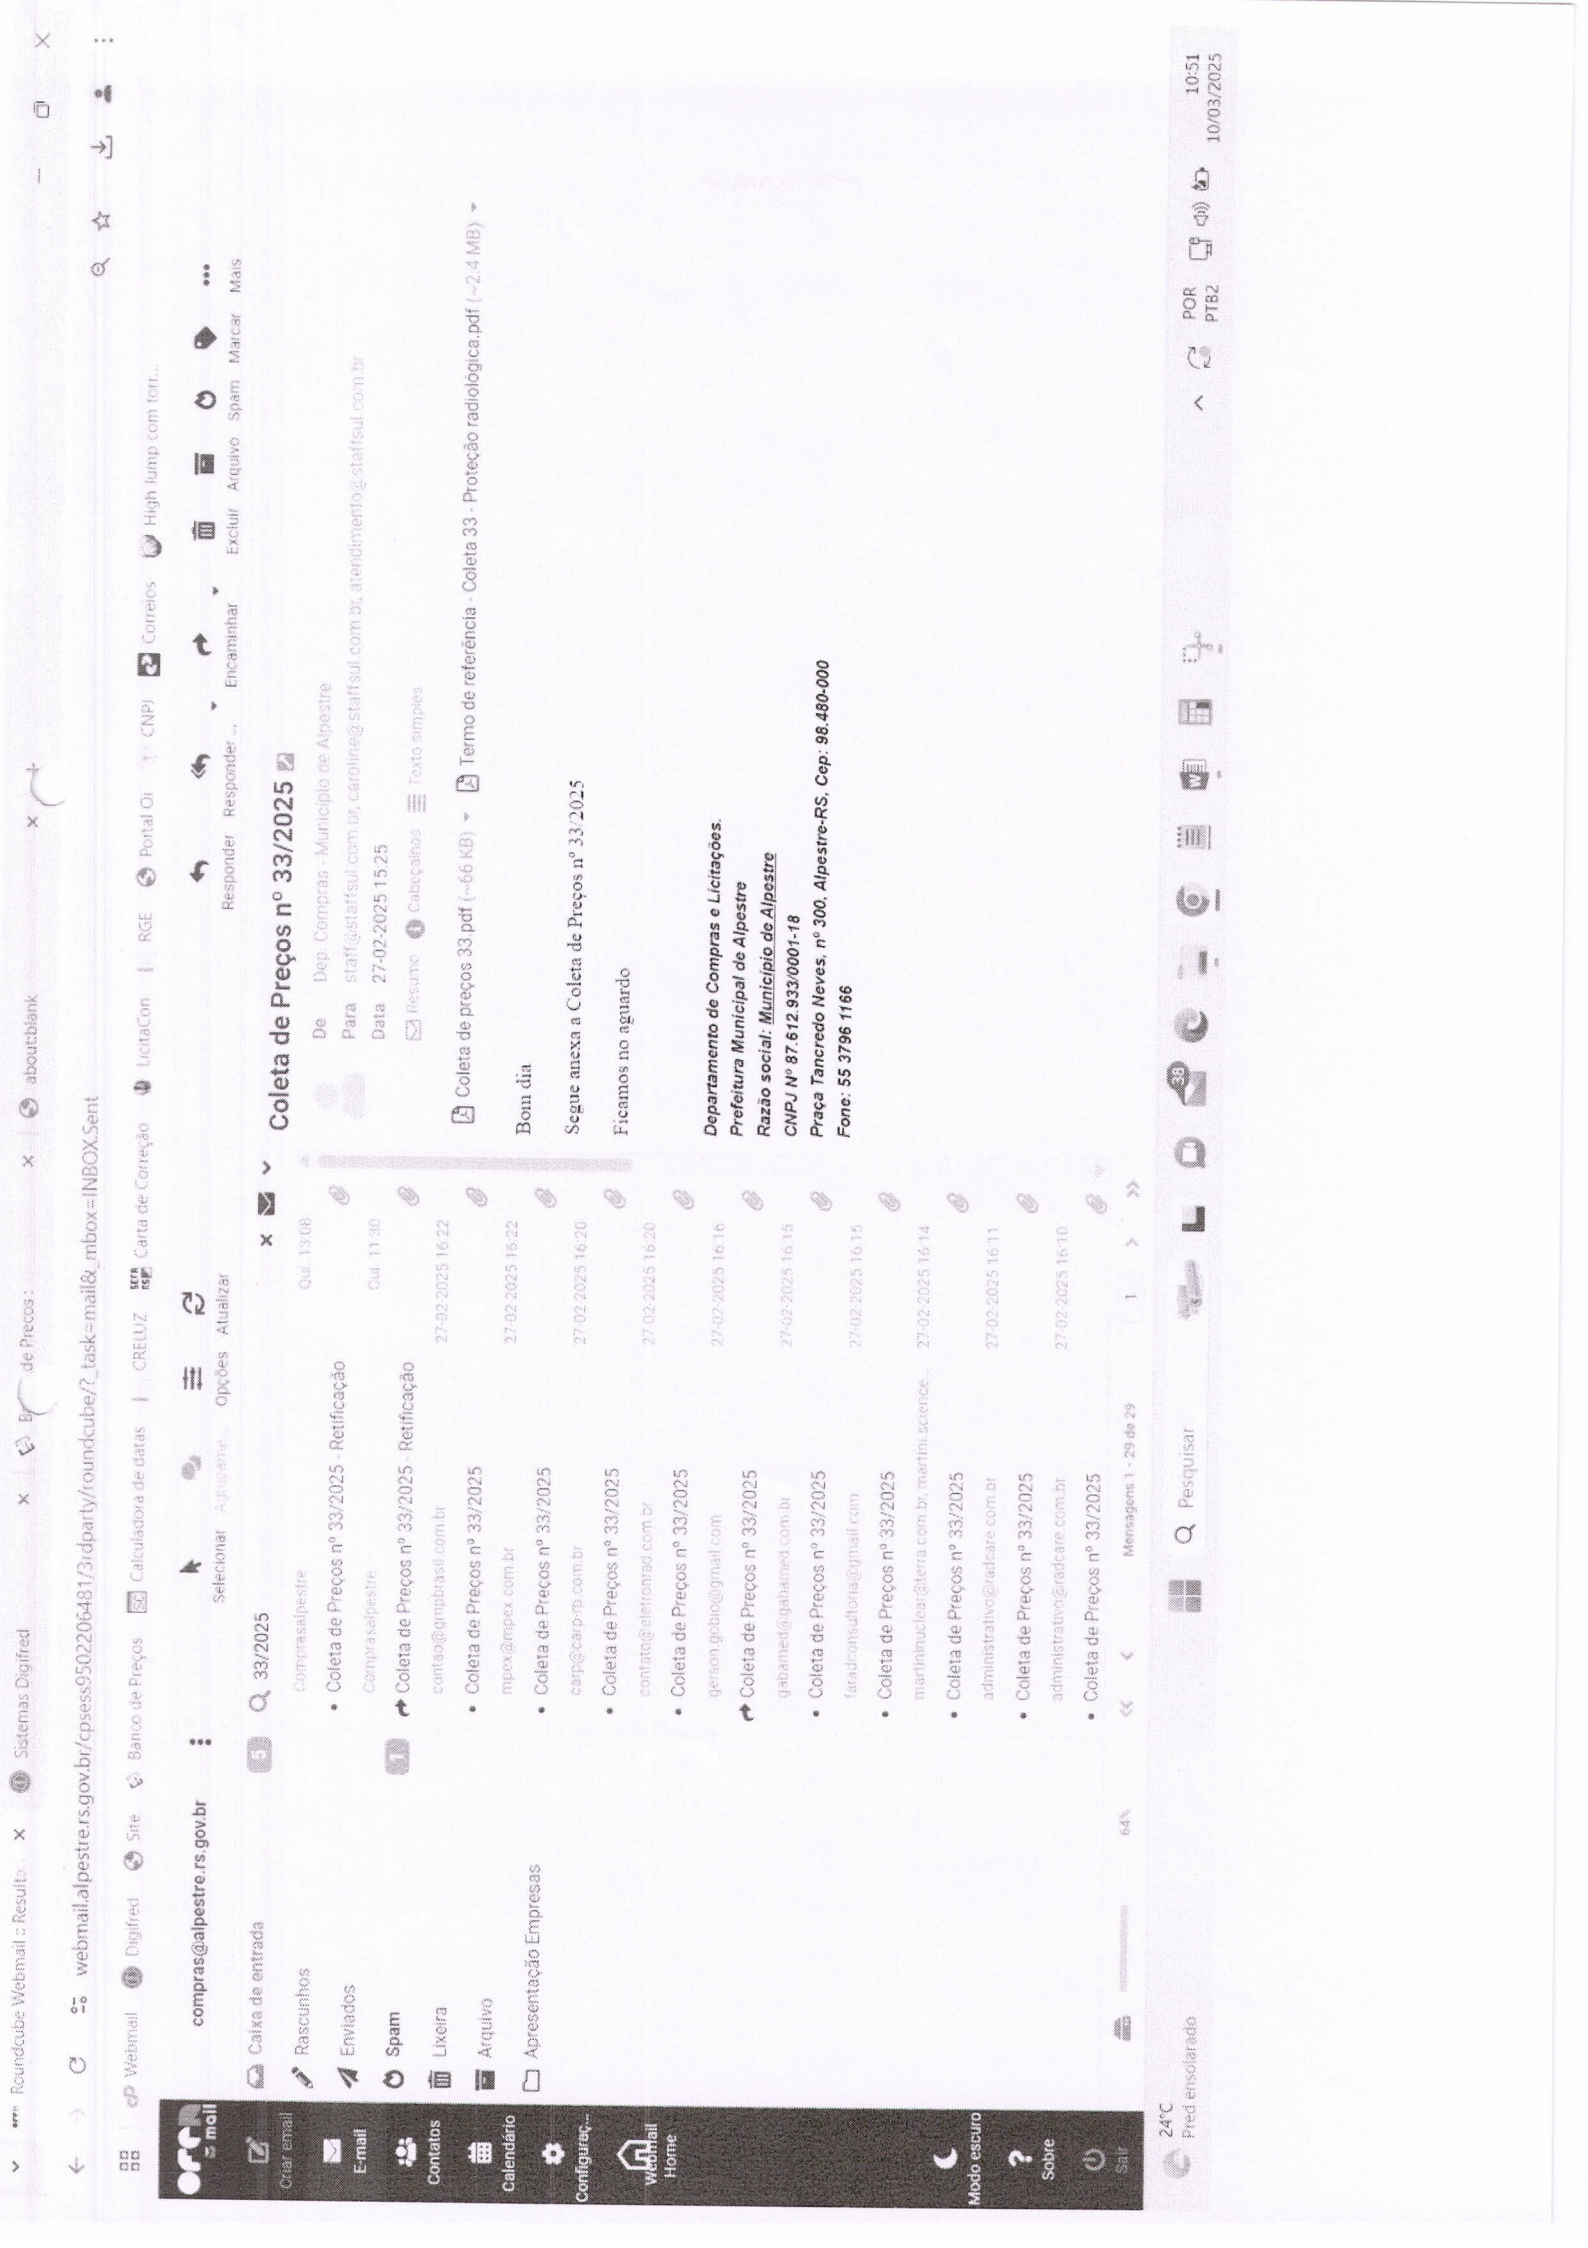 Roundcube Webmail :: Resulta
Sistemas Digifred
de Precos :
about:blank
webmail.alpestre.rs.gov.br/cpsess9502206481/3rdparty/roundcube/?_task=mail&_mbox=INBOX.Sent
Webmail
Digifred
Site
Banco de Preços
Calculadora de datas
CRELUZ
Carta de Correção
LicitaCon
RGE
Portal Oi
CNPJ
Correios
High Jump com torr...
mail
Criar email
E-mail
Contatos
Calendário
Configuraç...
Webmail
Home
Modo escuro
Sobre
Sair
compras@alpestre.rs.gov.br
Caixa de entrada 5
Rascunhos
Enviados
Spam 1
Lixeira
Arquivo
Apresentação Empresas
64%
Selecionar
Opções
Atualizar
33/2025
comprasalpestre Qui. 13:08
• Coleta de Preços nº 33/2025 - Retificação
comprasalpestre Qui. 11:30
Coleta de Preços nº 33/2025 - Retificação
contao@gmpbrasil.com.br 27-02-2025 16:22
• Coleta de Preços nº 33/2025
mpex@mpex.com.br 27-02-2025 16:22
• Coleta de Preços nº 33/2025
carp@carp-rp.com.br 27-02-2025 16:20
• Coleta de Preços nº 33/2025
contato@eletronrad.com.br 27-02-2025 16:20
• Coleta de Preços nº 33/2025
gerson.goblo@gmail.com 27-02-2025 16:16
Coleta de Preços nº 33/2025
27-02-2025 16:15
• Coleta de Preços nº 33/2025
faradconsultoria@gmail.com 27-02-2025 16:15
• Coleta de Preços nº 33/2025
martininuclear@terra.com.br, martini.science... 27-02-2025 16:14
• Coleta de Preços nº 33/2025
administrativo@radcare.com.br 27-02-2025 16:11
• Coleta de Preços nº 33/2025
administrativo@radcare.com.br 27-02-2025 16:10
• Coleta de Preços nº 33/2025
Mensagens 1 - 29 de 29
1
Responder
Responder ...
Encaminhar
Excluir
Arquivo
Spam
Marcar
Mais
Coleta de Preços nº 33/2025
De Dep. Compras - Município de Alpestre
Para staff@staffsul.com.br, caroline@staffsul.com.br, atendimento@staffsul.com.br
Data 27-02-2025 15:25
Resumo Cabeçalhos Texto simples
Coleta de preços 33.pdf (~66 KB)
Termo de referência - Coleta 33 - Proteção radiológica.pdf (~2.4 MB)
Bom dia
Segue anexa a Coleta de Preços nº 33/2025
Ficamos no aguardo
Departamento de Compras e Licitações.
Prefeitura Municipal de Alpestre
Razão social: Município de Alpestre
CNPJ Nº 87.612.933/0001-18
Praça Tancredo Neves, nº 300, Alpestre-RS, Cep: 98.480-000
Fone: 55 3796 1166
24°C
Pred ensolarado
Pesquisar
38
POR
PTB2
10:51
10/03/2025